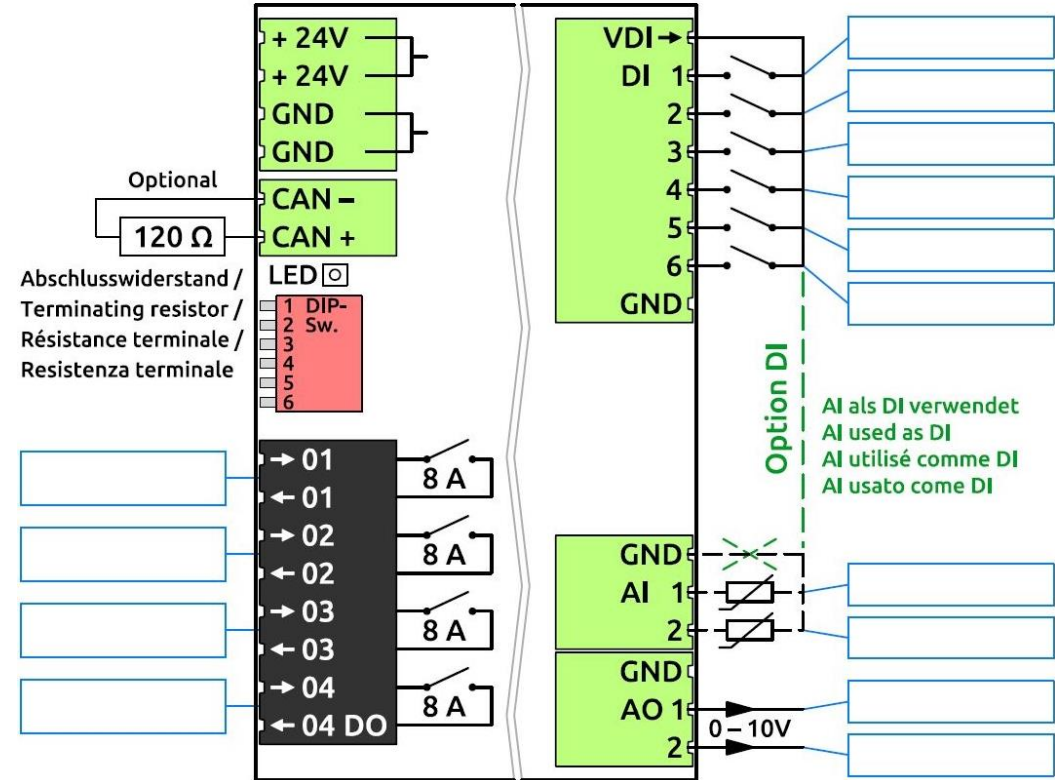 + 24V
+ 24V
GND
GND
Optional
CAN –
120 Ω
CAN +
Abschlusswiderstand /
Terminating resistor /
Résistance terminale /
Resistenza terminale
LED
1 DIP-
2 Sw.
3
4
5
6
→ 01
← 01
8 A
→ 02
← 02
8 A
→ 03
← 03
8 A
→ 04
← 04 DO
8 A
VDI→
DI 1
2
3
4
5
6
GND
Option DI
AI als DI verwendet
AI used as DI
AI utilisé comme DI
AI usato come DI
GND
AI 1
2
GND
AO 1
0 – 10V
2